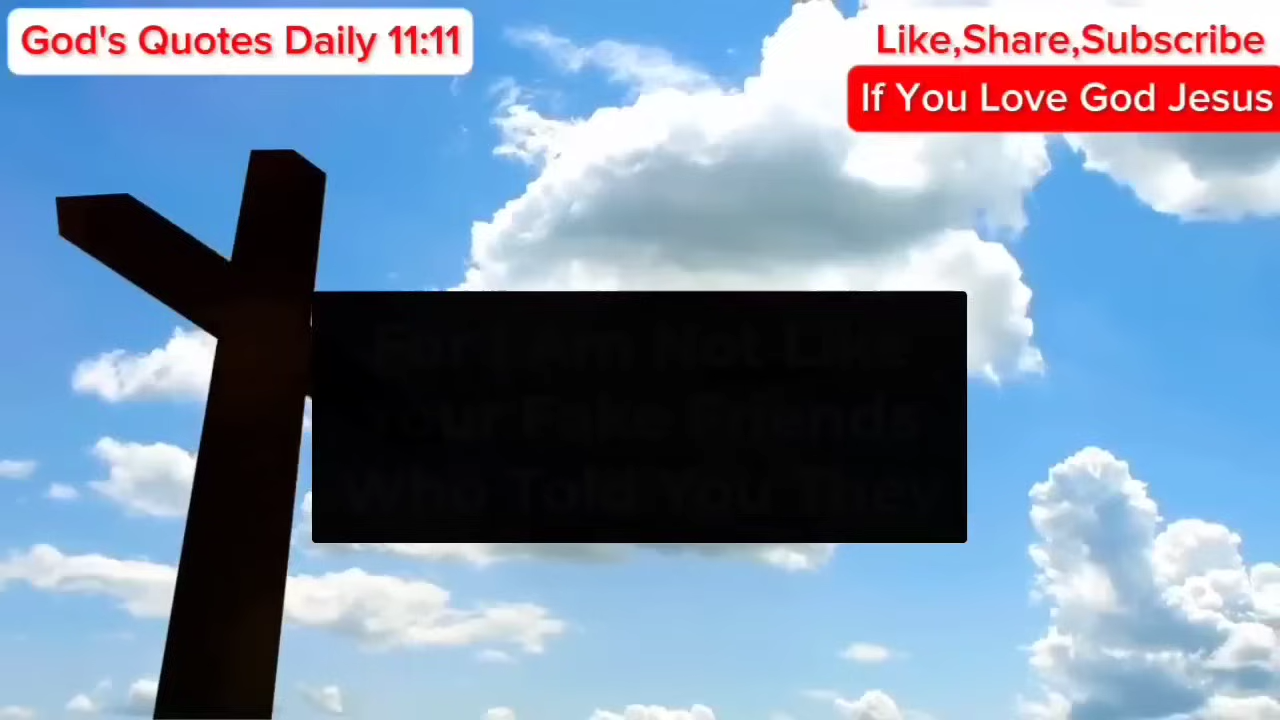 God's Quotes Daily 11:11
Like,Share,Subscribe
If You Love God Jesus
For I Am Not Like
Your Fake Friends
Who Told You They